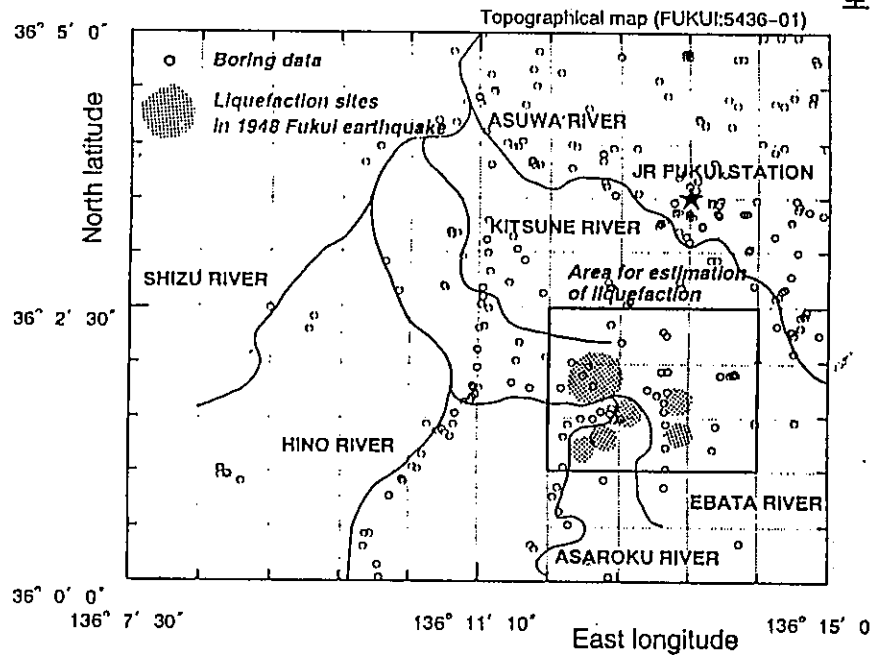 Topographical map (FUKUI:5436-01)
36° 5' 0"
Boring data
Liquefaction sites
in 1948 Fukui earthquake
ASUWA RIVER
JR FUKUI STATION
North latitude
KITSUNE RIVER
SHIZU RIVER
Area for estimation
of liquefaction
36° 2' 30"
HINO RIVER
EBATA RIVER
ASAROKU RIVER
36° 0' 0"
136° 7' 30"
136° 11' 10"
136° 15' 0
East longitude